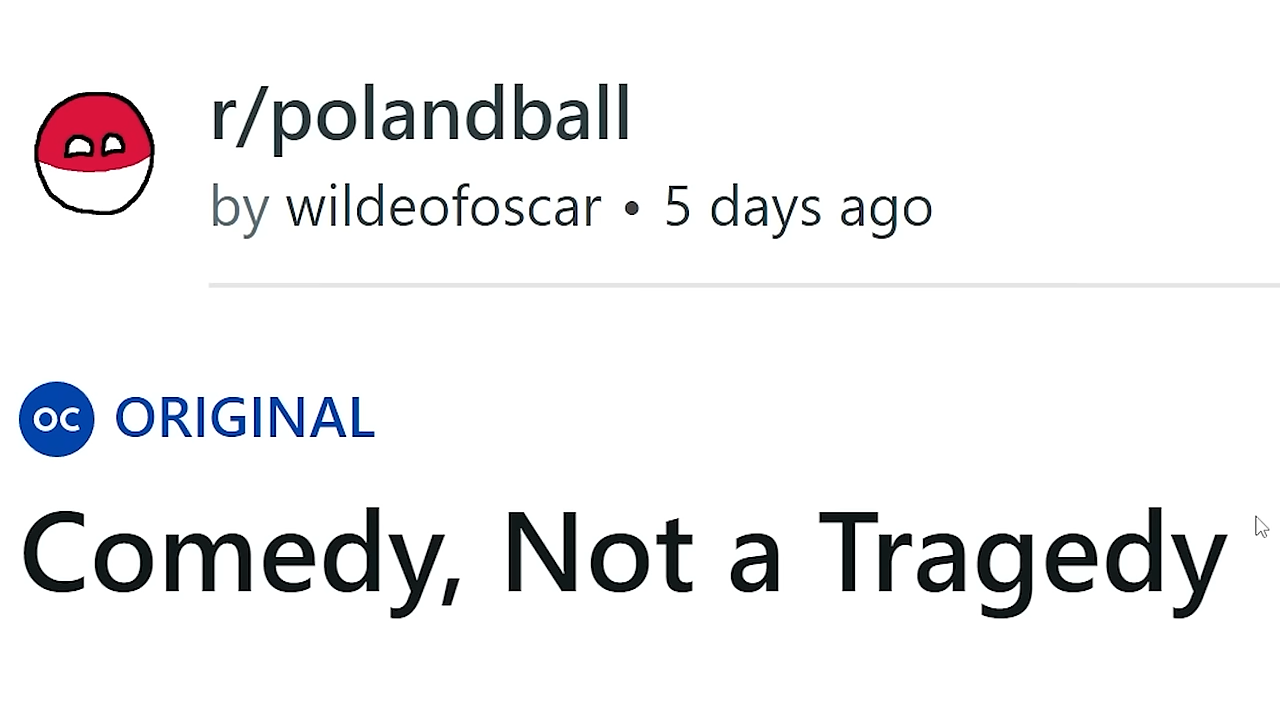 r/polandball
by wildeofoscar • 5 days ago
OC ORIGINAL
Comedy, Not a Tragedy